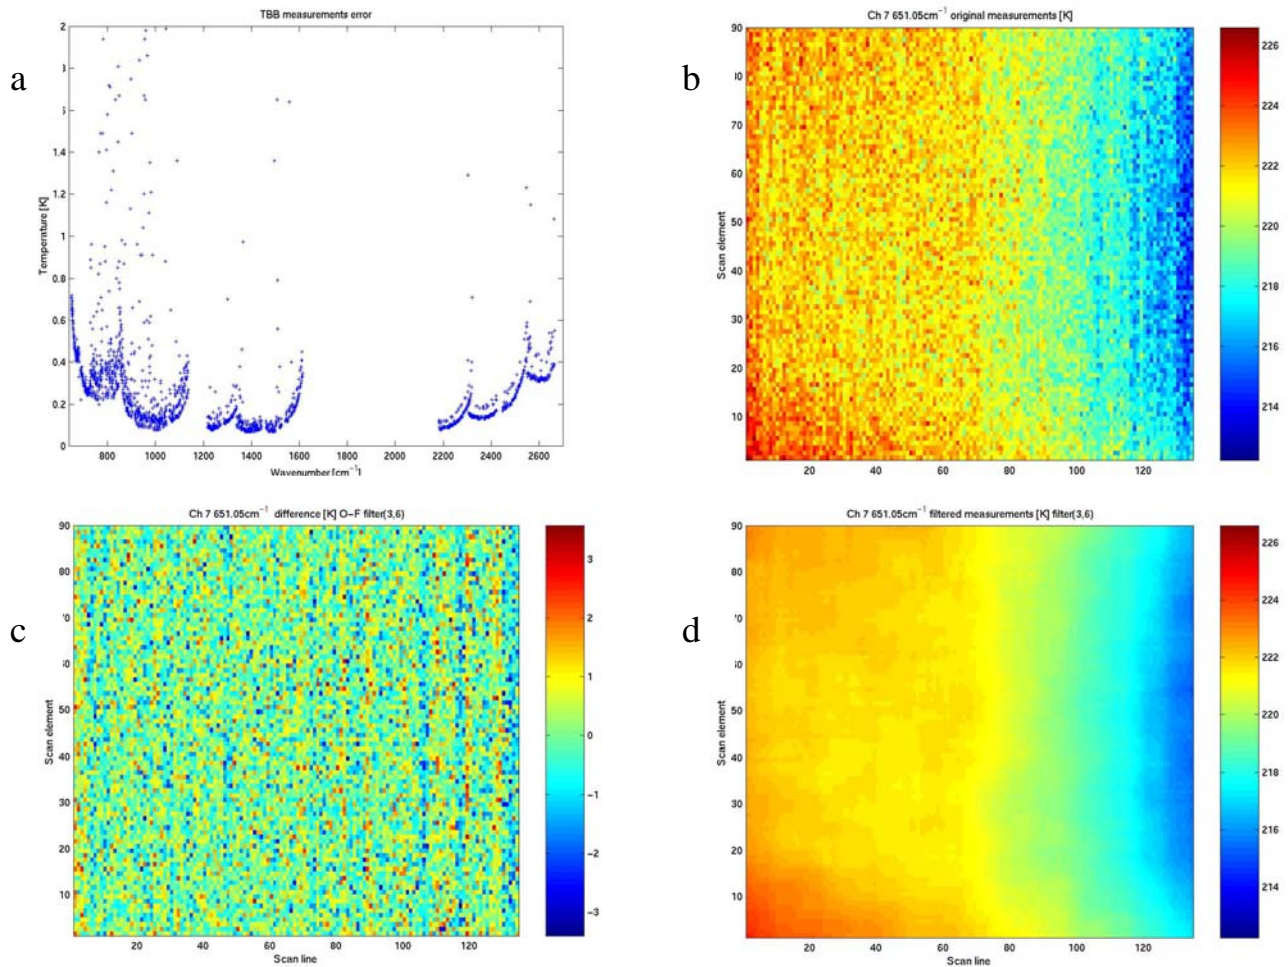 TBB measurements error
a
2
1.4
1.2
1
0.8
0.6
0.4
0.2
0
Temperature [K]
800 1000 1200 1400 1600 1800 2000 2200 2400 2600
Wavenumber [cm⁻¹]
b
Ch 7 651.05cm⁻¹ original measurements [K]
90
80
70
60
50
40
30
20
10
Scan element
20 40 60 80 100 120
226
224
222
220
218
216
214
c
Ch 7 651.05cm⁻¹ difference [K] O-F filter(3,6)
90
80
50
40
30
20
10
Scan element
20 40 60 80 100 120
Scan line
3
2
1
0
-1
-2
-3
d
Ch 7 651.05cm⁻¹ filtered measurements [K] filter(3,6)
90
80
50
40
30
20
10
Scan element
20 40 60 80 100 120
Scan line
226
224
222
220
218
216
214